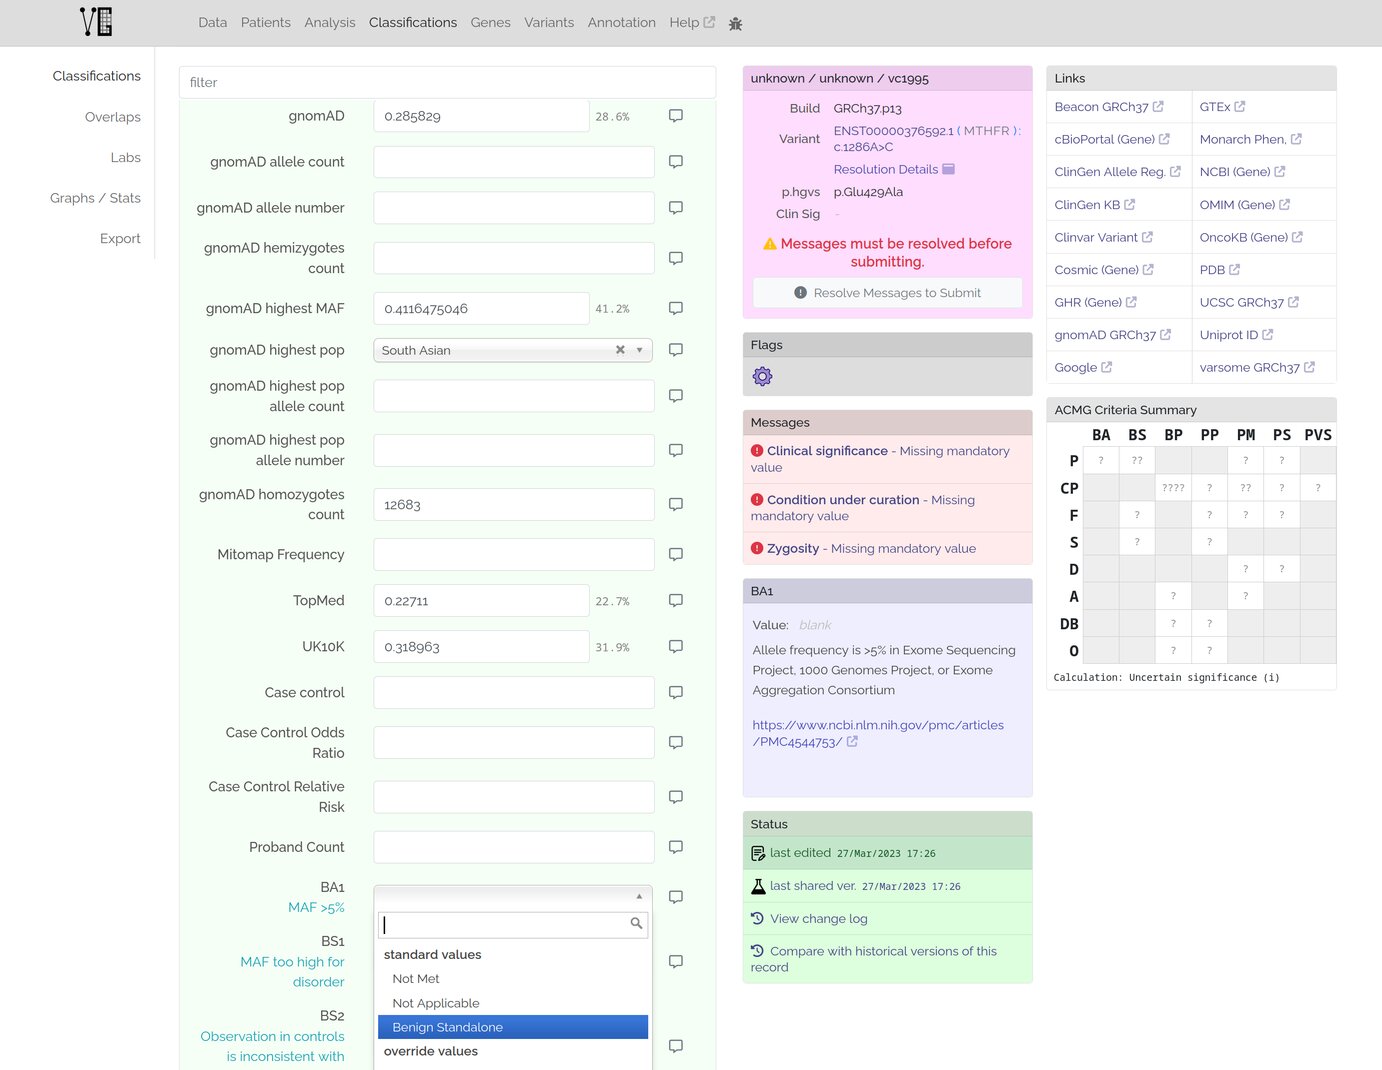 VG
Data Patients Analysis Classifications Genes Variants Annotation Help
Classifications
Overlaps
Labs
Graphs / Stats
Export
filter
gnomAD 0.285829 28.6%
gnomAD allele count
gnomAD allele number
gnomAD hemizygotes
count
gnomAD highest MAF 0.4116475046 41.2%
gnomAD highest pop South Asian
gnomAD highest pop
allele count
gnomAD highest pop
allele number
gnomAD homozygotes
count
12683
Mitomap Frequency
TopMed 0.22711 22.7%
UK10K 0.318963 31.9%
Case control
Case Control Odds
Ratio
Case Control Relative
Risk
Proband Count
BA1
MAF >5%
BS1
MAF too high for
disorder
BS2
Observation in controls
is inconsistent with
standard values
Not Met
Not Applicable
Benign Standalone
override values
unknown / unknown / vc1995
Build GRCh37.p13
Variant ENST00000376592.1 ( MTHFR ):
c.1286A>C
Resolution Details
p.hgvs p.Glu429Ala
Clin Sig -
Messages must be resolved before
submitting.
Resolve Messages to Submit
Flags
Messages
Clinical significance - Missing mandatory
value
Condition under curation - Missing
mandatory value
Zygosity - Missing mandatory value
BA1
Value: blank
Allele frequency is >5% in Exome Sequencing
Project, 1000 Genomes Project, or Exome
Aggregation Consortium
https://www.ncbi.nlm.nih.gov/pmc/articles
/PMC4544753/
Status
last edited 27/Mar/2023 17:26
last shared ver. 27/Mar/2023 17:26
View change log
Compare with historical versions of this
record
Links
Beacon GRCh37 GTEx
cBioPortal (Gene) Monarch Phen.
ClinGen Allele Reg. NCBI (Gene)
ClinGen KB OMIM (Gene)
Clinvar Variant OncoKB (Gene)
Cosmic (Gene) PDB
GHR (Gene) UCSC GRCh37
gnomAD GRCh37 Uniprot ID
Google varsome GRCh37
ACMG Criteria Summary
BA BS BP PP PM PS PVS
P ? ?? ? ?
CP ???? ? ?? ? ?
F ? ? ? ?
S ? ?
D ? ?
A ? ?
DB ? ?
O ? ?
Calculation: Uncertain significance (i)